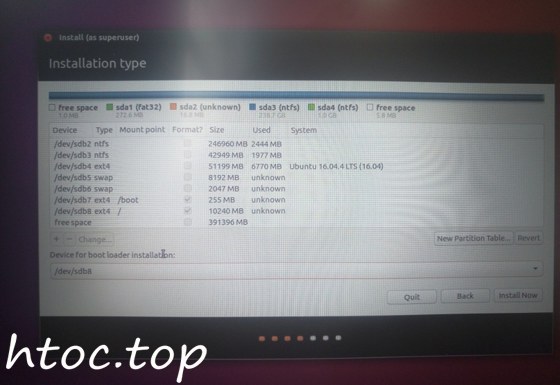 Install (as superuser)
Installation type
free space sda1 (fat32) sda2 (unknown) sda3 (ntfs) sda4 (ntfs) free space
1.0 MB 272.6 MB 16.8 MB 238.7 GB 1.0 GB
Device Type Mount point Format? Size Used System
/dev/sdb2 ntfs 246960 MB 2444 MB
/dev/sdb3 ntfs 42949 MB 1977 MB
/dev/sdb4 ext4 51199 MB 6770 MB Ubuntu 16.04.4 LTS (16.04)
/dev/sdb5 swap 8192 MB unknown
/dev/sdb6 swap 2047 MB unknown
/dev/sdb7 ext4 /boot 255 MB unknown
/dev/sdb8 ext4 / 10240 MB unknown
free space 391396 MB
+ − Change... New Partition Table... Revert
Device for boot loader installation:
/dev/sdb8
Quit Back Install Now
htoc.top